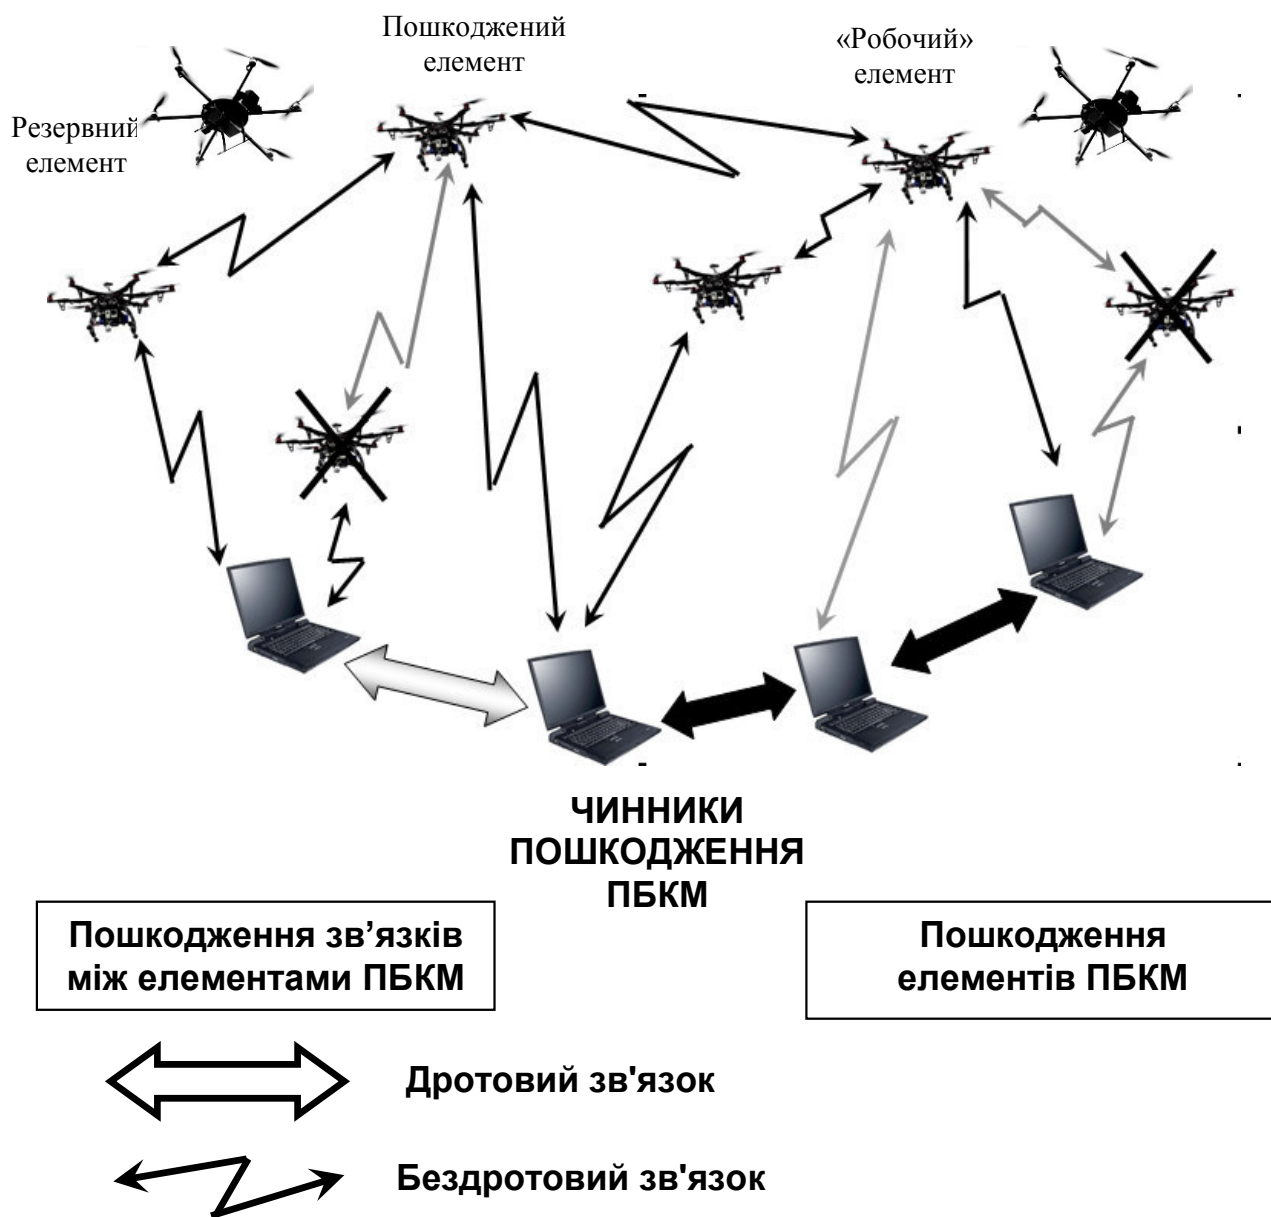 Пошкоджений
елемент
«Робочий»
елемент
Резервний
елемент
ЧИННИКИ
ПОШКОДЖЕННЯ
ПБКМ
Пошкодження зв’язків
між елементами ПБКМ
Пошкодження
елементів ПБКМ
Дротовий зв'язок
Бездротовий зв'язок